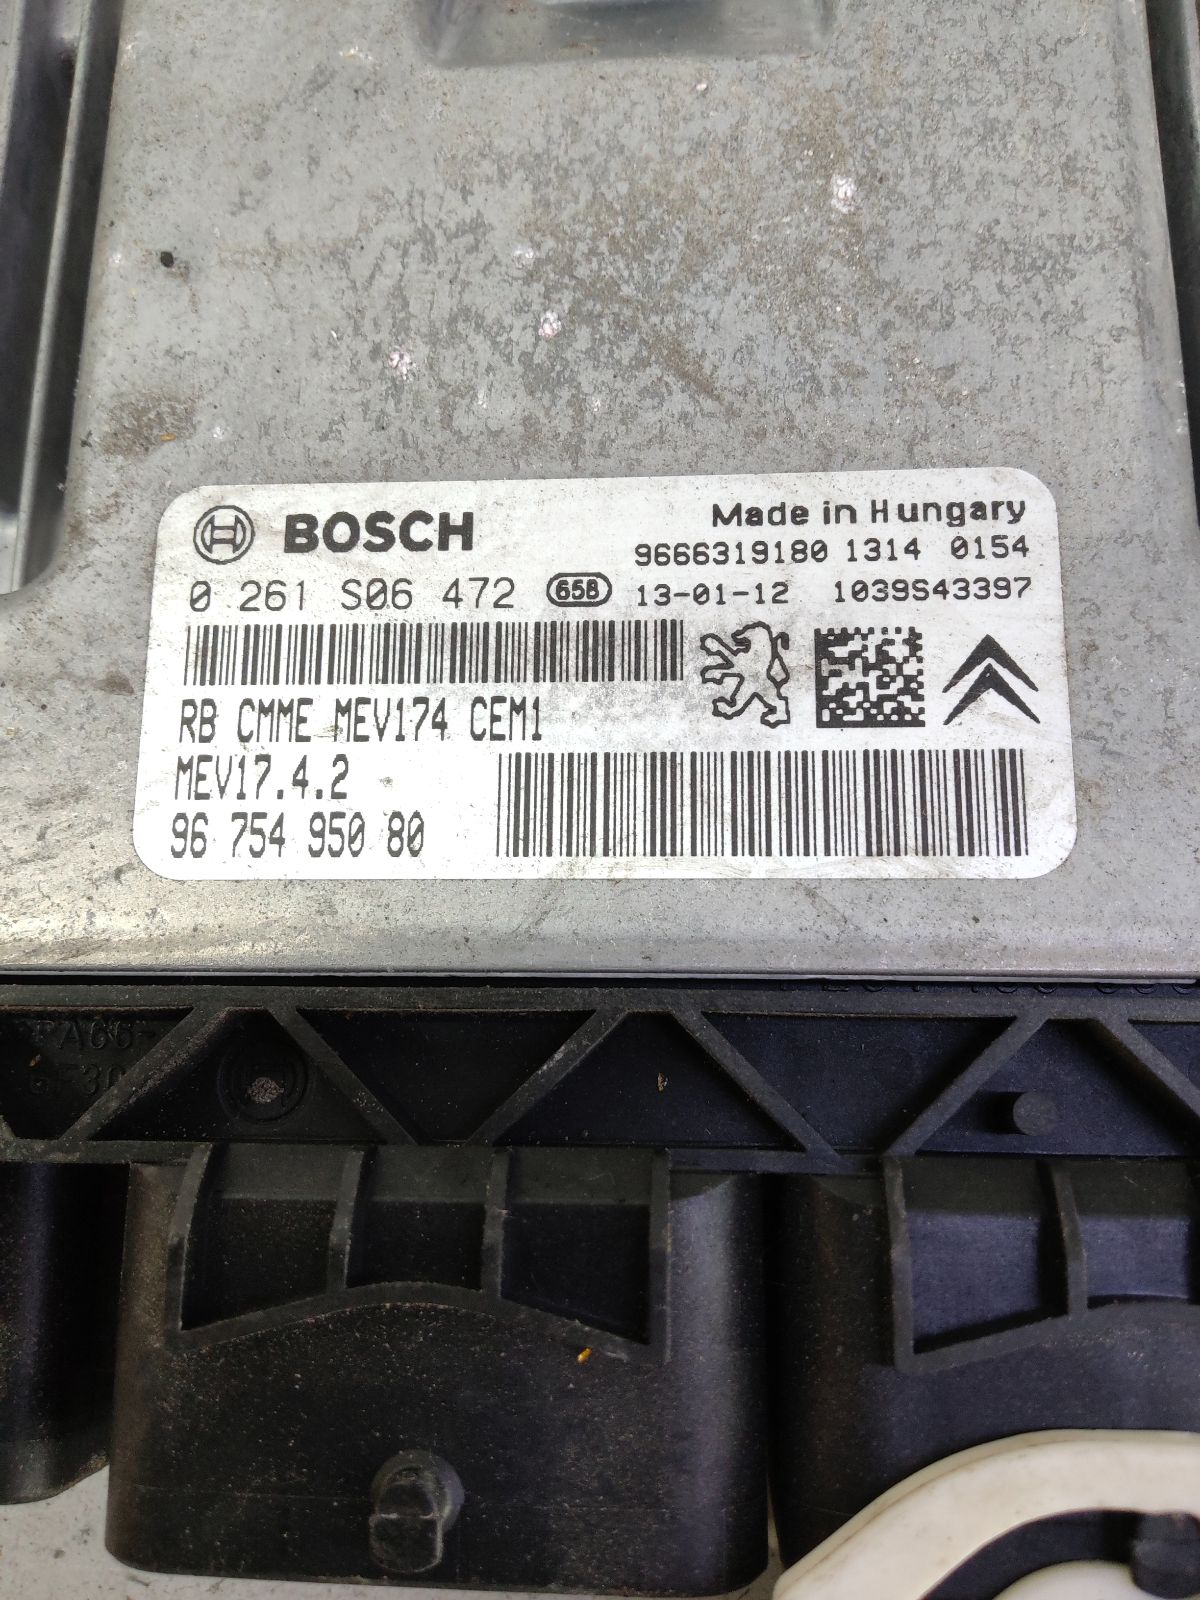 BOSCH
Made in Hungary
9666319180 1314 0154
0 261 S06 472 658 13-01-12 1039S43397
RB CMME MEV174 CEM1
MEV17.4.2
96 754 950 80